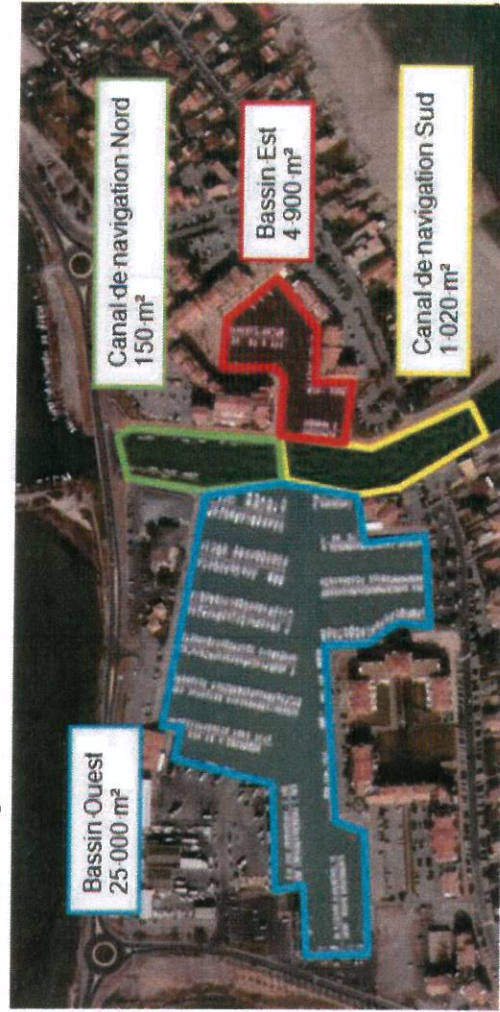 Canal·de·navigation·Nord
150·m²
Bassin·Est
4·900·m²
Canal·de·navigation·Sud
1·020·m²
Bassin·Ouest
25·000·m²